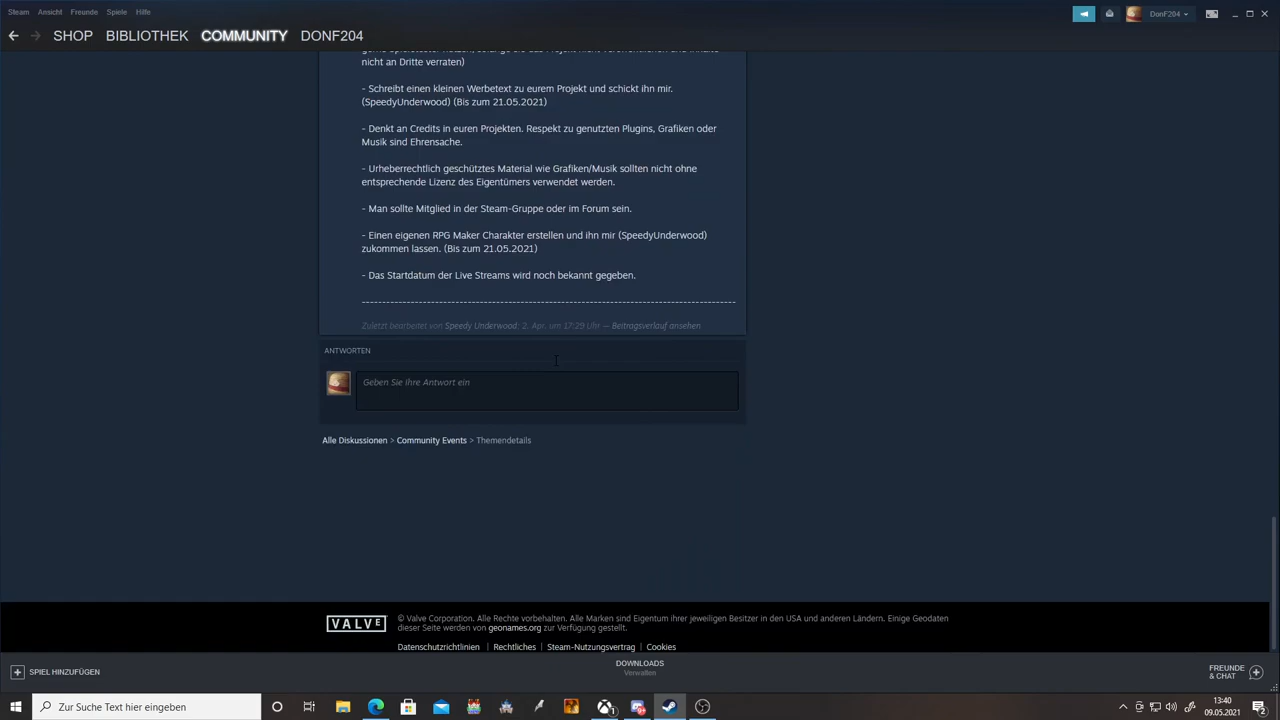 Steam Ansicht Freunde Spiele Hilfe
DonF204
SHOP BIBLIOTHEK COMMUNITY DONF204
nicht an Dritte verraten)
- Schreibt einen kleinen Werbetext zu eurem Projekt und schickt ihn mir.
(SpeedyUnderwood) (Bis zum 21.05.2021)
- Denkt an Credits in euren Projekten. Respekt zu genutzten Plugins, Grafiken oder
Musik sind Ehrensache.
- Urheberrechtlich geschütztes Material wie Grafiken/Musik sollten nicht ohne
entsprechende Lizenz des Eigentümers verwendet werden.
- Man sollte Mitglied in der Steam-Gruppe oder im Forum sein.
- Einen eigenen RPG Maker Charakter erstellen und ihn mir (SpeedyUnderwood)
zukommen lassen. (Bis zum 21.05.2021)
- Das Startdatum der Live Streams wird noch bekannt gegeben.
--------------------------------------------------------------------------------------------
Zuletzt bearbeitet von Speedy Underwood; 2. Apr. um 17:29 Uhr — Beitragsverlauf ansehen
ANTWORTEN
Geben Sie Ihre Antwort ein
Alle Diskussionen > Community Events > Themendetails
VALVE
© Valve Corporation. Alle Rechte vorbehalten. Alle Marken sind Eigentum ihrer jeweiligen Besitzer in den USA und anderen Ländern. Einige Geodaten
dieser Seite werden von geonames.org zur Verfügung gestellt.
Datenschutzrichtlinien | Rechtliches | Steam-Nutzungsvertrag | Cookies
SPIEL HINZUFÜGEN
DOWNLOADS
Verwalten
FREUNDE
& CHAT
Zur Suche Text hier eingeben
13:40
09.05.2021